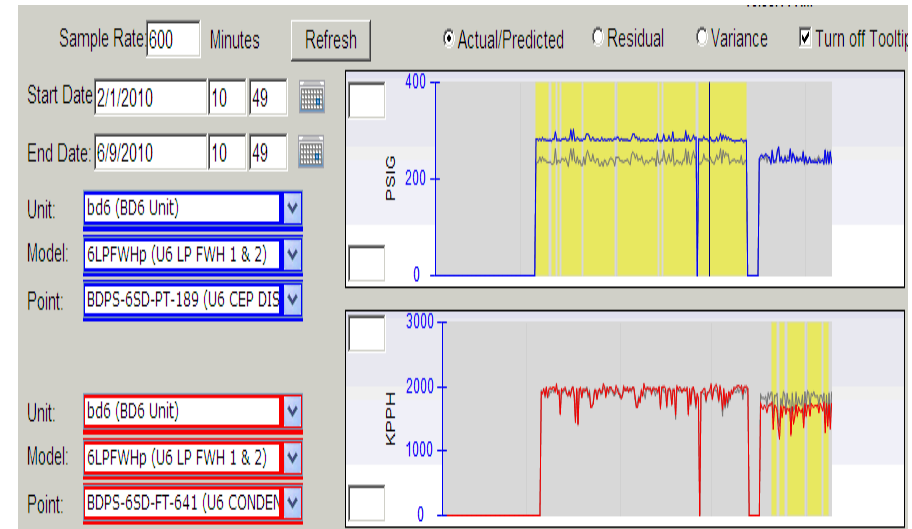 Sample Rate: 600 Minutes Refresh Actual/Predicted Residual Variance Turn off Tooltip
Start Date 2/1/2010 10 49
End Date: 6/9/2010 10 49
Unit: bd6 (BD6 Unit)
Model: 6LPFWHp (U6 LP FWH 1 & 2)
Point: BDPS-6SD-PT-189 (U6 CEP DIS
400
PSIG
200
0
Unit: bd6 (BD6 Unit)
Model: 6LPFWHp (U6 LP FWH 1 & 2)
Point: BDPS-6SD-FT-641 (U6 CONDEN
3000
2000
KPPH
1000
0